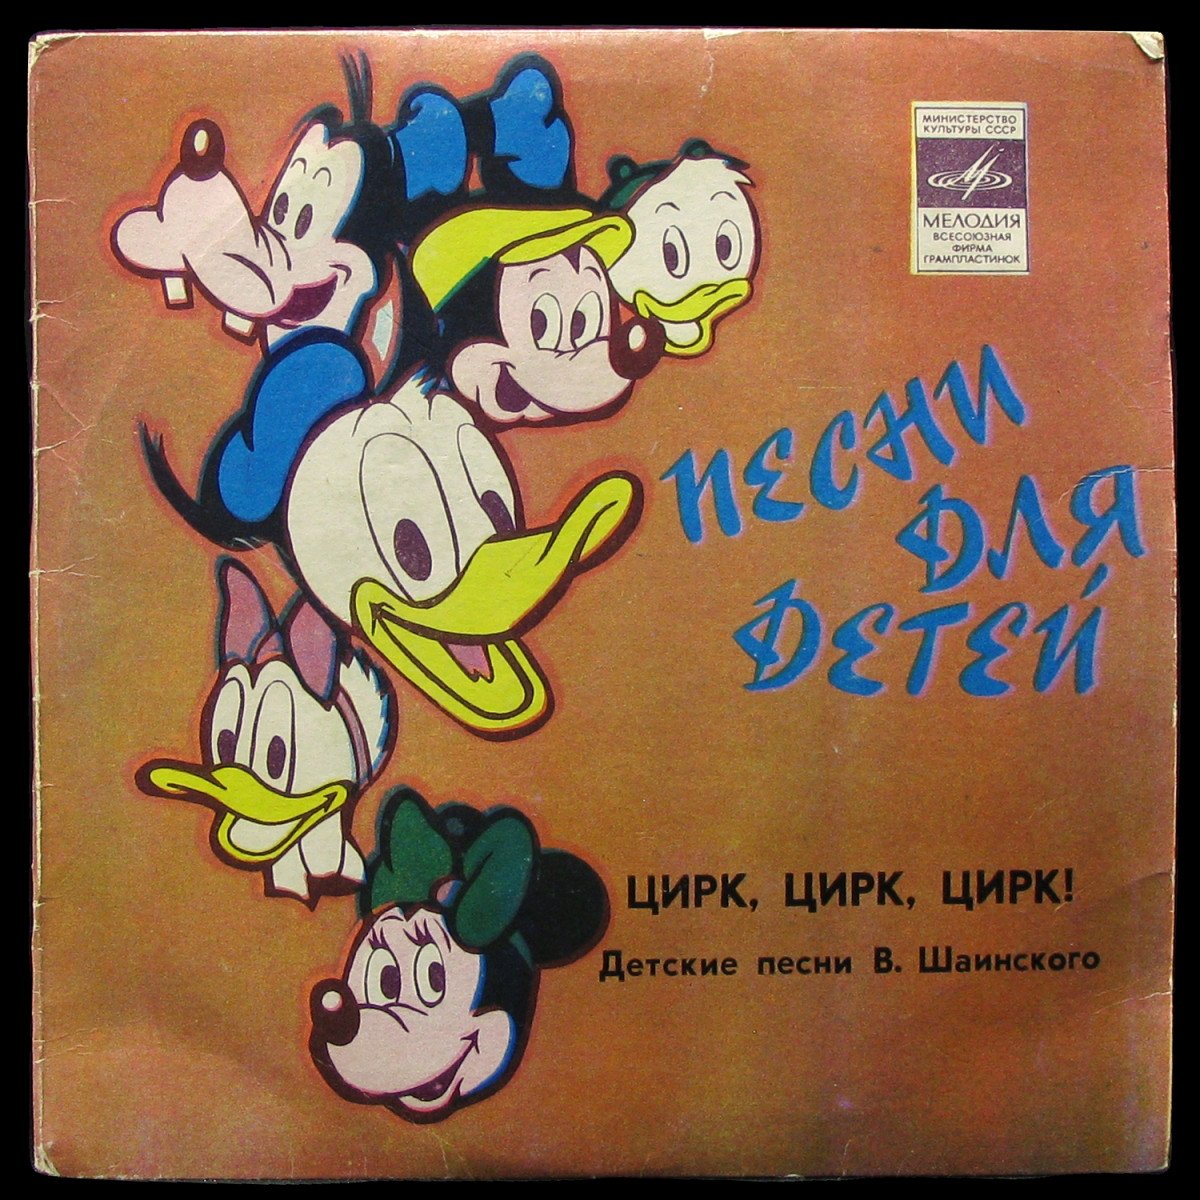 МИНИСТЕРСТВО
КУЛЬТУРЫ СССР
МЕЛОДИЯ
ВСЕСОЮЗНАЯ
ФИРМА
ГРАМПЛАСТИНОК
ПЕСНИ
ДЛЯ
ДЕТЕЙ
ЦИРК, ЦИРК, ЦИРК!
Детские песни В. Шаинского